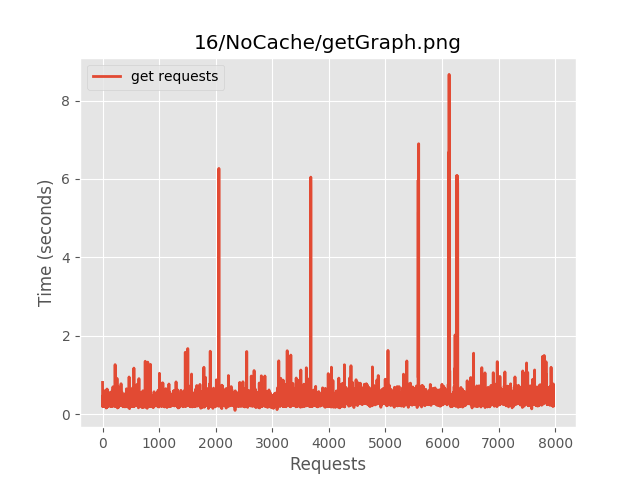 16/NoCache/getGraph.png
get requests
8
6
4
2
0
Time (seconds)
0 1000 2000 3000 4000 5000 6000 7000 8000
Requests